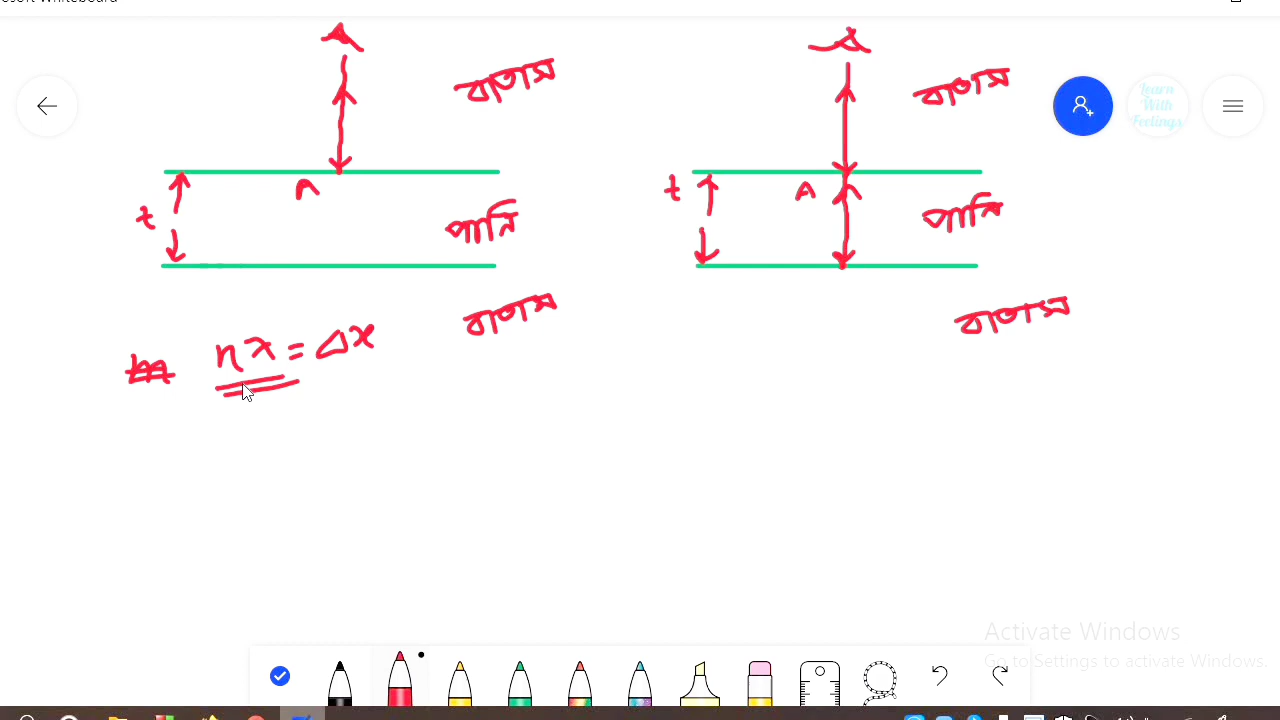 বাতাস
বাতাস
Learn
With
Feelings
t
A
পানি
t
A
পানি
বাতাস
বাতাস
m nλ = Δx
Activate Windows
Go to Settings to activate Windows.